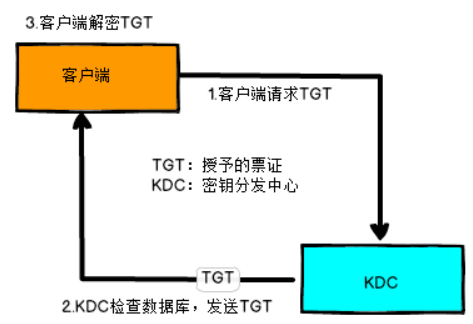 3.客户端解密TGT
客户端
1.客户端请求TGT
TGT：授予的票证
KDC：密钥分发中心
TGT
KDC
2.KDC检查数据库，发送TGT